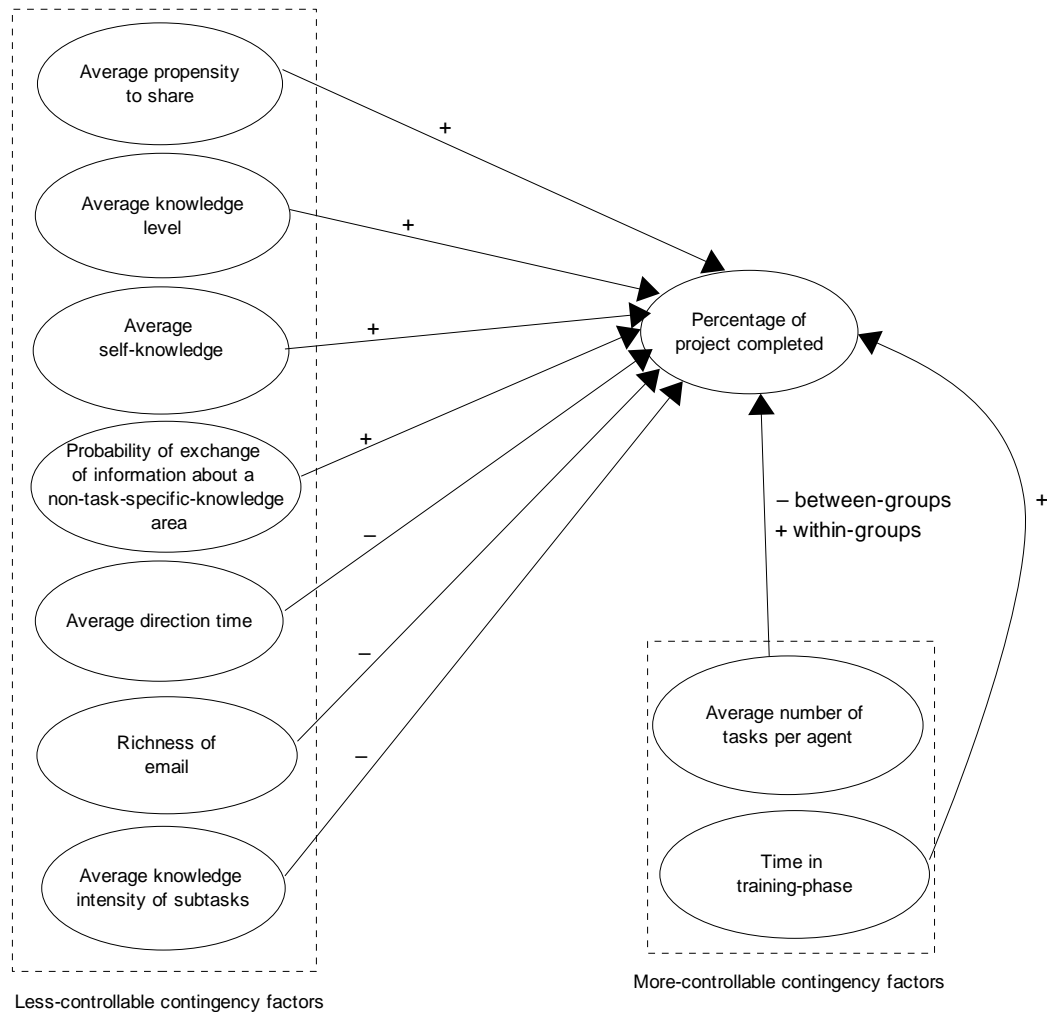 Average propensity
to share
+
Average knowledge
level
+
Average
self-knowledge
+
Percentage of
project completed
Probability of exchange
of information about a
non-task-specific-knowledge
area
+
– between-groups
+ within-groups
+
Average direction time
–
Richness of
email
–
Average number of
tasks per agent
Average knowledge
intensity of subtasks
–
Time in
training-phase
Less-controllable contingency factors
More-controllable contingency factors